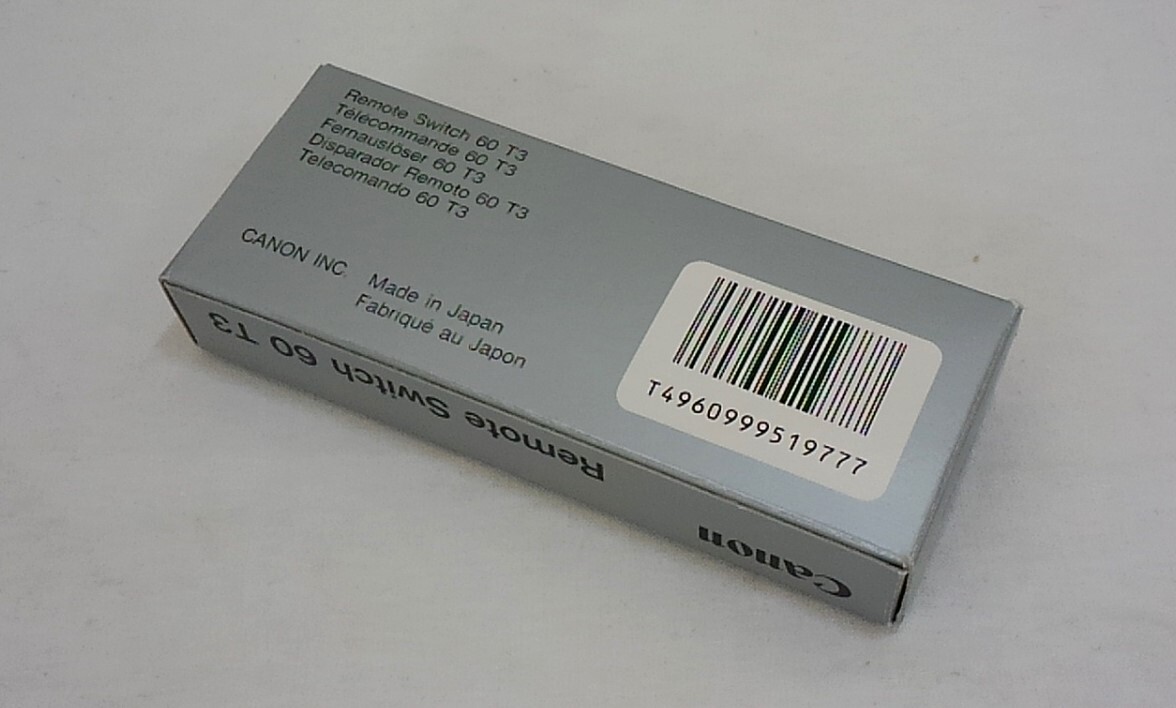 Remote Switch 60 T3
Télécommande 60 T3
Fernauslöser 60 T3
Disparador Remoto 60 T3
Telecomando 60 T3
CANON INC. Made in Japan
Fabriqué au Japon
T4960999519777
Canon
Remote Switch 60 T3